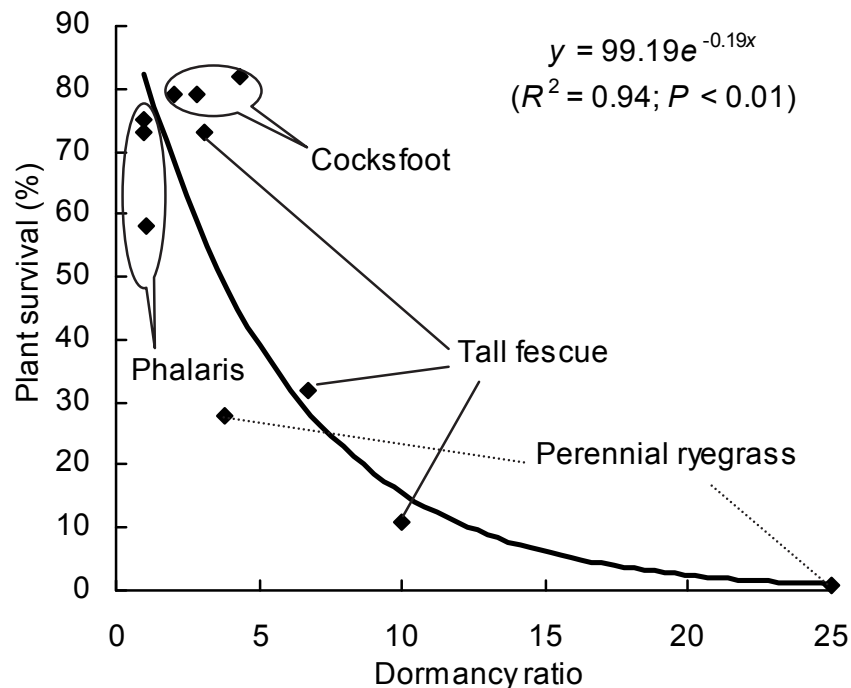 90
80
70
60
50
40
30
20
10
0
Plant survival (%)
y = 99.19e^-0.19x
(R² = 0.94; P < 0.01)
Cocksfoot
Phalaris
Tall fescue
Perennial ryegrass
0 5 10 15 20 25
Dormancy ratio